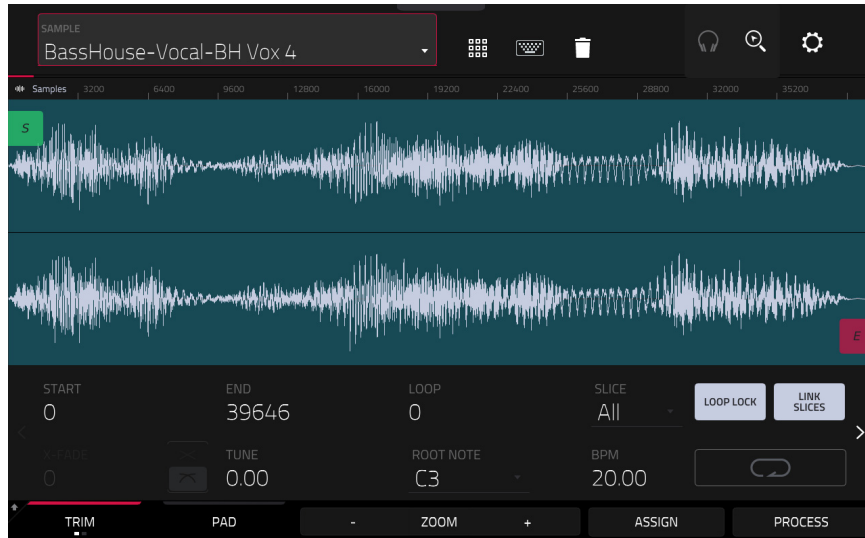 SAMPLE
BassHouse-Vocal-BH Vox 4
Samples 3200 6400 9600 12800 16000 19200 22400 25600 28800 32000 35200
S
E
START END LOOP SLICE
0 39646 0 All LOOP LOCK LINK SLICES
X-FADE TUNE ROOT NOTE BPM
0 0.00 C3 20.00
TRIM PAD - ZOOM + ASSIGN PROCESS